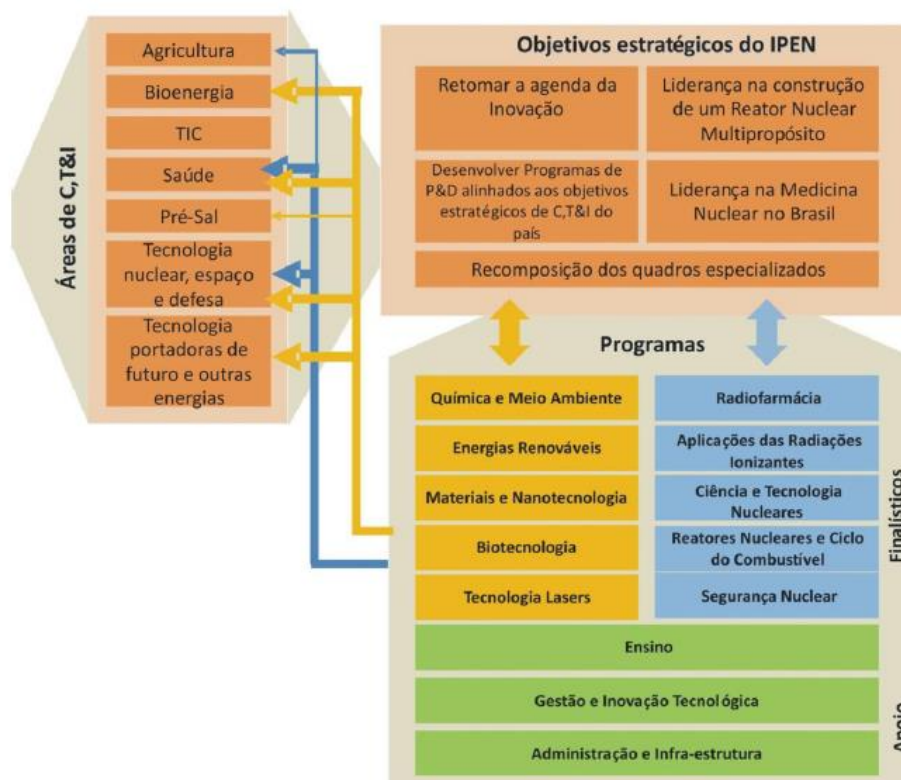 Áreas de C,T&I
Agricultura
Bioenergia
TIC
Saúde
Pré-Sal
Tecnologia
nuclear, espaço
e defesa
Tecnologia
portadoras de
futuro e outras
energias
Objetivos estratégicos do IPEN
Retomar a agenda da
Inovação
Liderança na construção
de um Reator Nuclear
Multipropósito
Desenvolver Programas de
P&D alinhados aos objetivos
estratégicos de C,T&I do
país
Liderança na Medicina
Nuclear no Brasil
Recomposição dos quadros especializados
Programas
Química e Meio Ambiente
Energias Renováveis
Materiais e Nanotecnologia
Biotecnologia
Tecnologia Lasers
Radiofarmácia
Aplicações das Radiações
Ionizantes
Ciência e Tecnologia
Nucleares
Reatores Nucleares e Ciclo
do Combustível
Segurança Nuclear
Finalísticos
Ensino
Gestão e Inovação Tecnológica
Administração e Infra-estrutura
Apoio